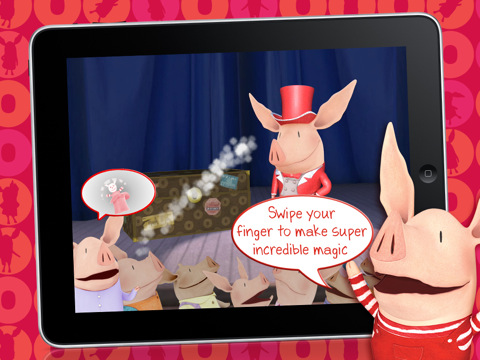 Swipe your
finger to make super
incredible magic